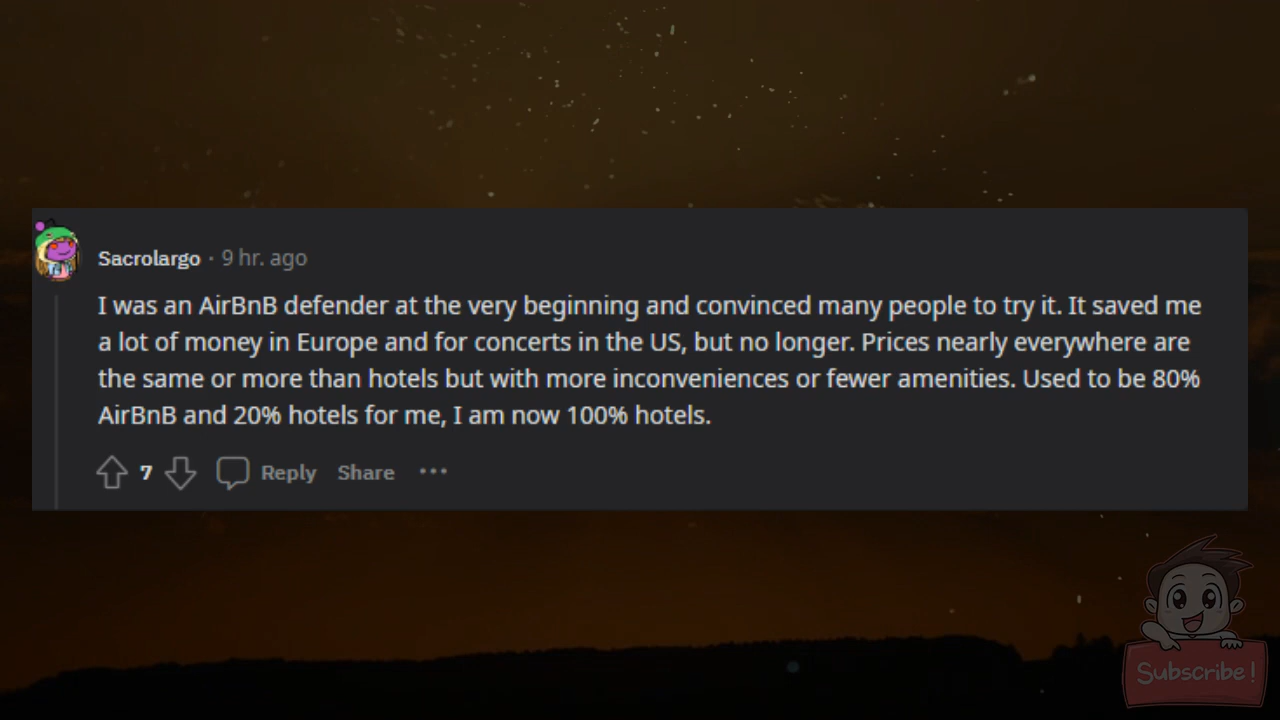 Sacrolargo · 9 hr. ago
I was an AirBnB defender at the very beginning and convinced many people to try it. It saved me
a lot of money in Europe and for concerts in the US, but no longer. Prices nearly everywhere are
the same or more than hotels but with more inconveniences or fewer amenities. Used to be 80%
AirBnB and 20% hotels for me, I am now 100% hotels.
7 Reply Share ···
Subscribe!